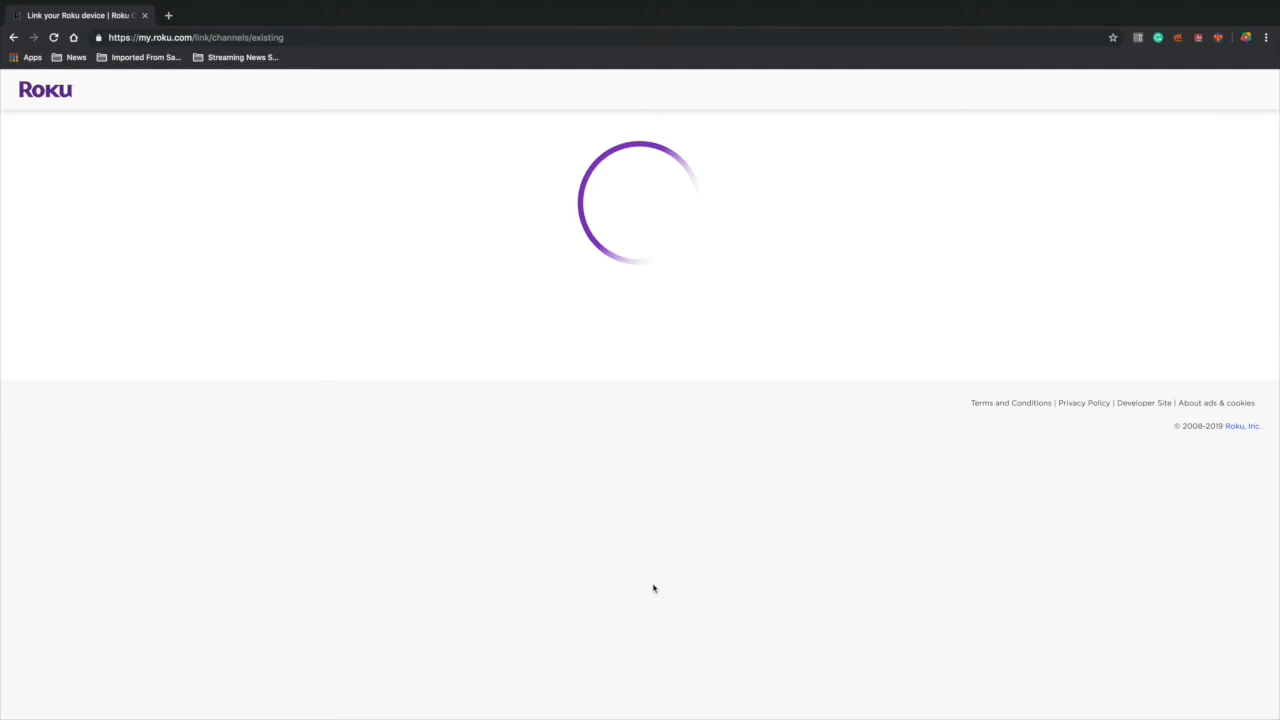 Link your Roku device | Roku
https://my.roku.com/link/channels/existing
Apps News Imported From Sa... Streaming News S...
Roku
Terms and Conditions | Privacy Policy | Developer Site | About ads & cookies
© 2008-2019 Roku, Inc.